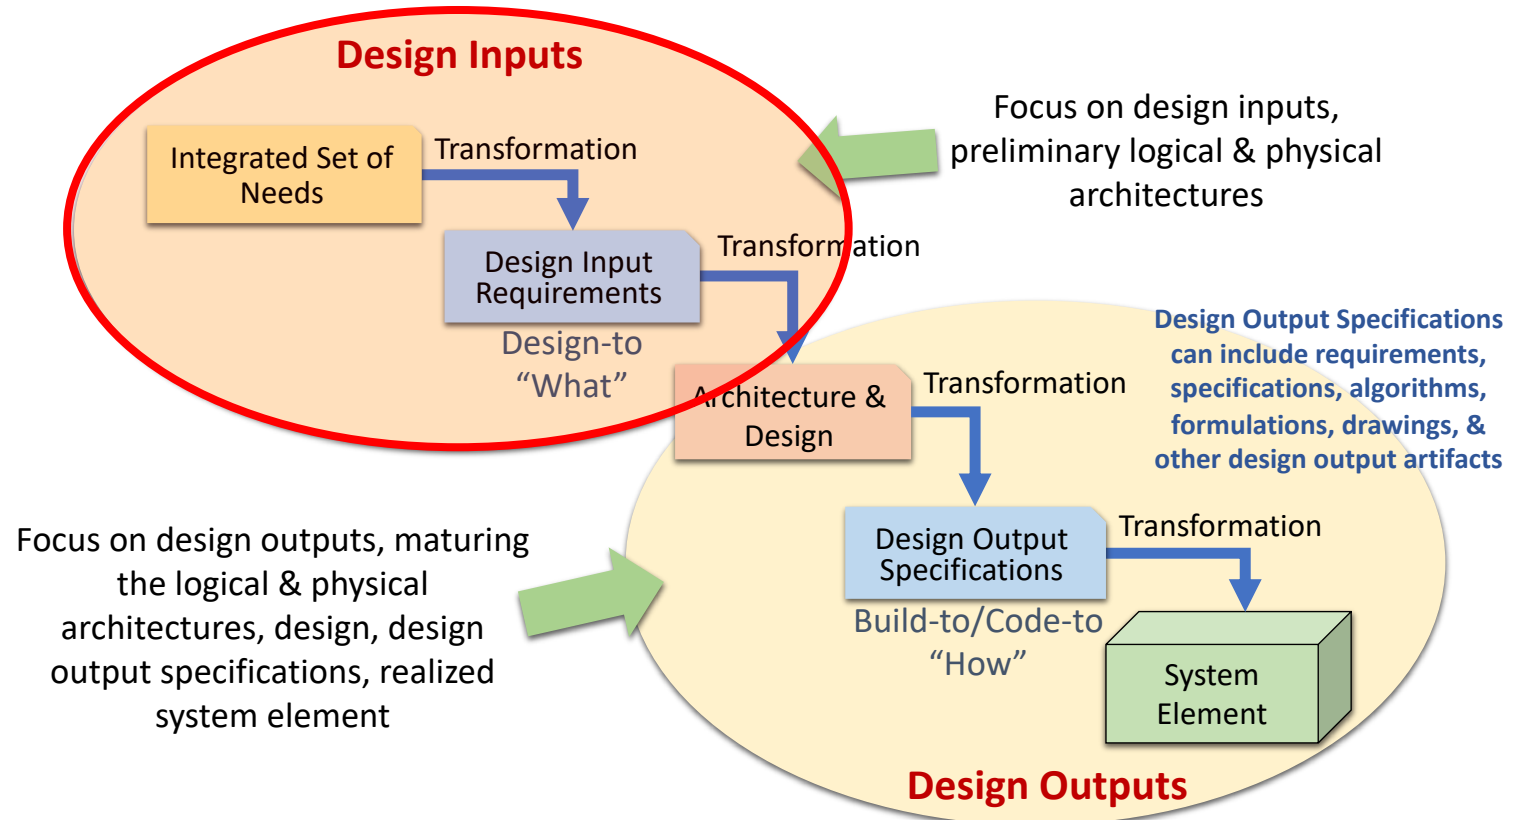 Design Inputs
Integrated Set of
Needs
Transformation
Focus on design inputs,
preliminary logical & physical
architectures
Design Input
Requirements
Transformation
Design-to
“What”
Architecture &
Design
Transformation
Design Output Specifications
can include requirements,
specifications, algorithms,
formulations, drawings, &
other design output artifacts
Focus on design outputs, maturing
the logical & physical
architectures, design, design
output specifications, realized
system element
Design Output
Specifications
Transformation
Build-to/Code-to
“How”
System
Element
Design Outputs